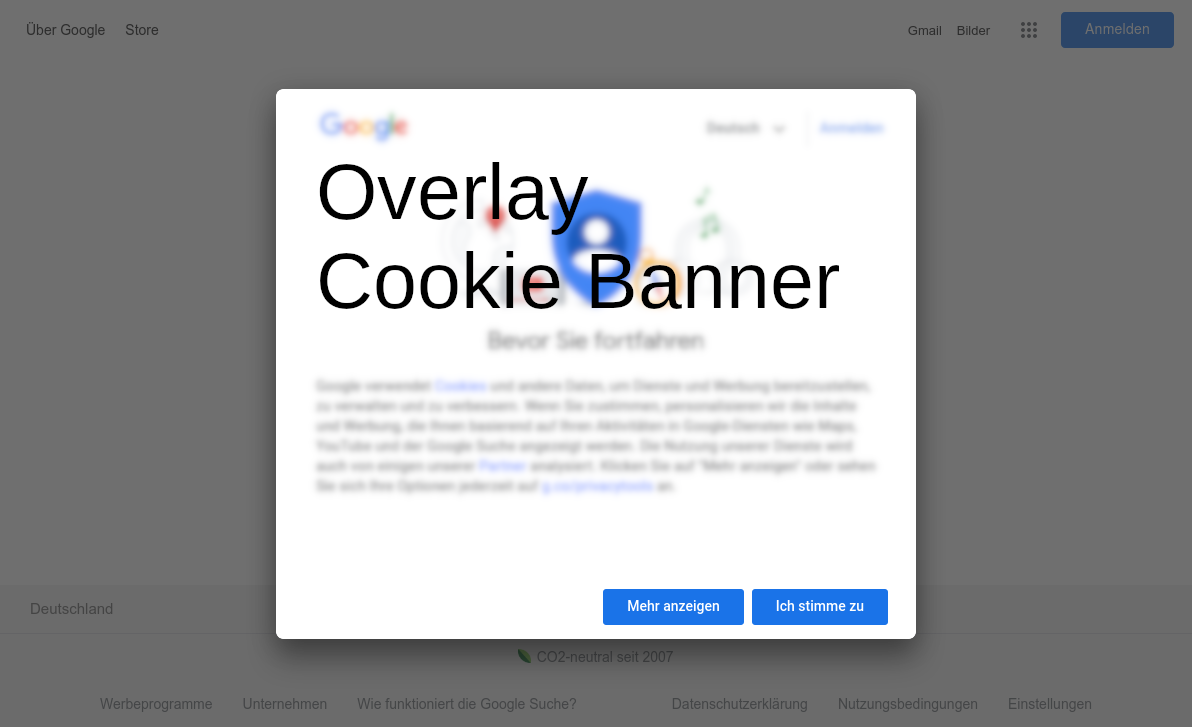 Über Google Store Gmail Bilder Anmelden
Google Deutsch Anmelden
Overlay
Cookie Banner
Bevor Sie fortfahren
Google verwendet Cookies und andere Daten, um Dienste und Werbung bereitzustellen,
zu verwalten und zu verbessern. Wenn Sie zustimmen, personalisieren wir die Inhalte
und Werbung, die Ihnen basierend auf Ihren Aktivitäten in Google-Diensten wie Maps,
YouTube und der Google Suche angezeigt werden. Die Nutzung unserer Dienste wird
auch von einigen unserer Partner analysiert. Klicken Sie auf "Mehr anzeigen" oder sehen
Sie sich Ihre Optionen jederzeit auf g.co/privacytools an.
Mehr anzeigen Ich stimme zu
Deutschland
CO2-neutral seit 2007
Werbeprogramme Unternehmen Wie funktioniert die Google Suche? Datenschutzerklärung Nutzungsbedingungen Einstellungen